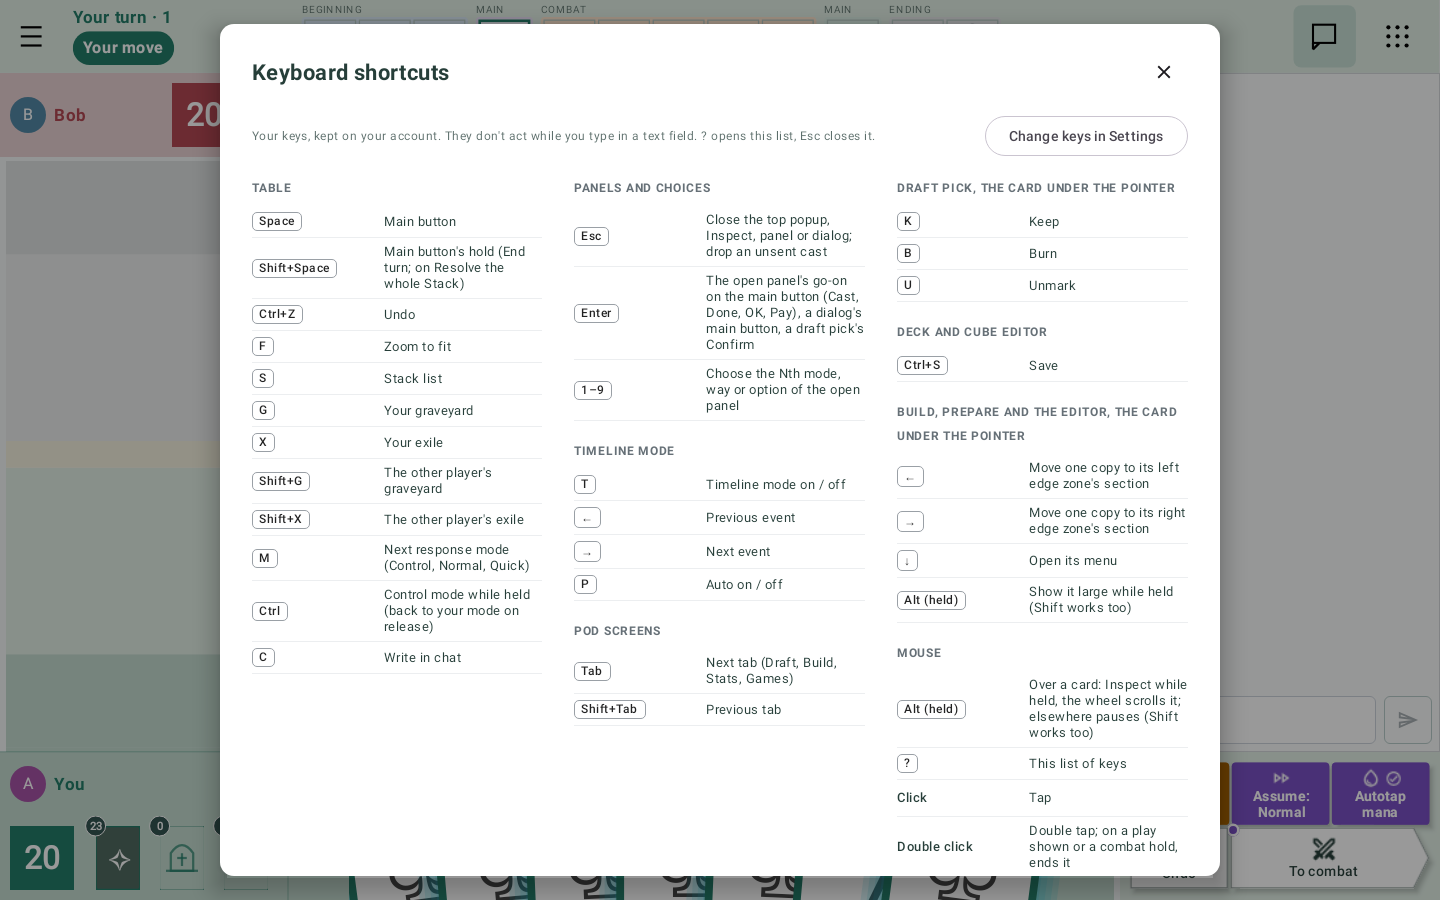 BEGINNING
MAIN
COMBAT
MAIN
ENDING
Your turn · 1
Your move
B
Bob
20
Keyboard shortcuts
Your keys, kept on your account. They don't act while you type in a text field. ? opens this list, Esc closes it.
Change keys in Settings
TABLE
Space
Main button
Shift+Space
Main button's hold (End
turn; on Resolve the
whole Stack)
Ctrl+Z
Undo
F
Zoom to fit
S
Stack list
G
Your graveyard
X
Your exile
Shift+G
The other player's
graveyard
Shift+X
The other player's exile
M
Next response mode
(Control, Normal, Quick)
Ctrl
Control mode while held
(back to your mode on
release)
C
Write in chat
PANELS AND CHOICES
Esc
Close the top popup,
Inspect, panel or dialog;
drop an unsent cast
Enter
The open panel's go-on
on the main button (Cast,
Done, OK, Pay), a dialog's
main button, a draft pick's
Confirm
1–9
Choose the Nth mode,
way or option of the open
panel
TIMELINE MODE
T
Timeline mode on / off
←
Previous event
→
Next event
P
Auto on / off
POD SCREENS
Tab
Next tab (Draft, Build,
Stats, Games)
Shift+Tab
Previous tab
DRAFT PICK, THE CARD UNDER THE POINTER
K
Keep
B
Burn
U
Unmark
DECK AND CUBE EDITOR
Ctrl+S
Save
BUILD, PREPARE AND THE EDITOR, THE CARD
UNDER THE POINTER
←
Move one copy to its left
edge zone's section
→
Move one copy to its right
edge zone's section
↓
Open its menu
Alt (held)
Show it large while held
(Shift works too)
MOUSE
Alt (held)
Over a card: Inspect while
held, the wheel scrolls it;
elsewhere pauses (Shift
works too)
?
This list of keys
Click
Tap
Double click
Double tap; on a play
shown or a combat hold,
ends it
A
You
20
23
0
Assume:
Normal
Autotap
mana
To combat